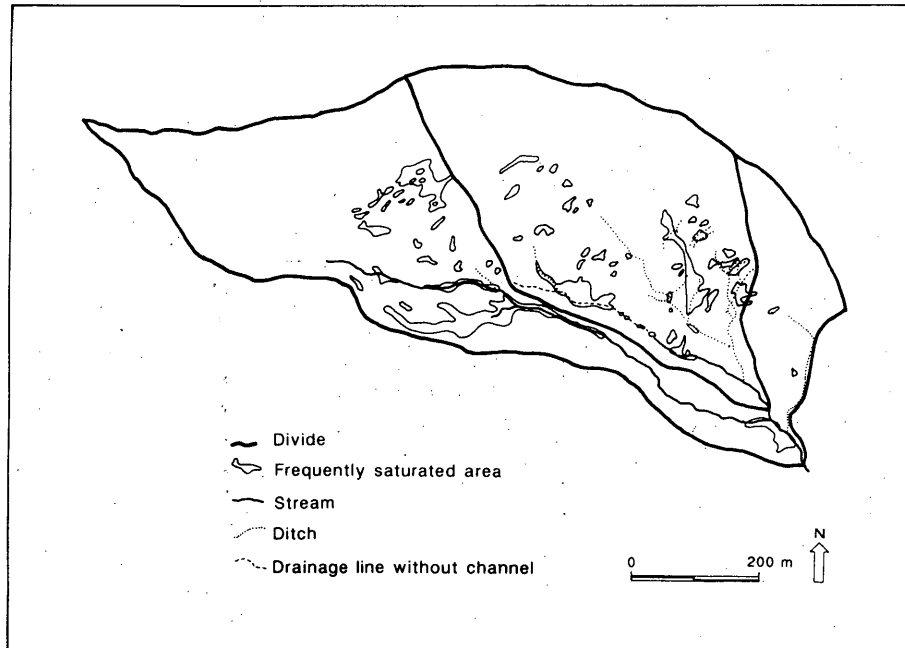 Divide
Frequently saturated area
Stream
Ditch
Drainage line without channel
N
0 200 m